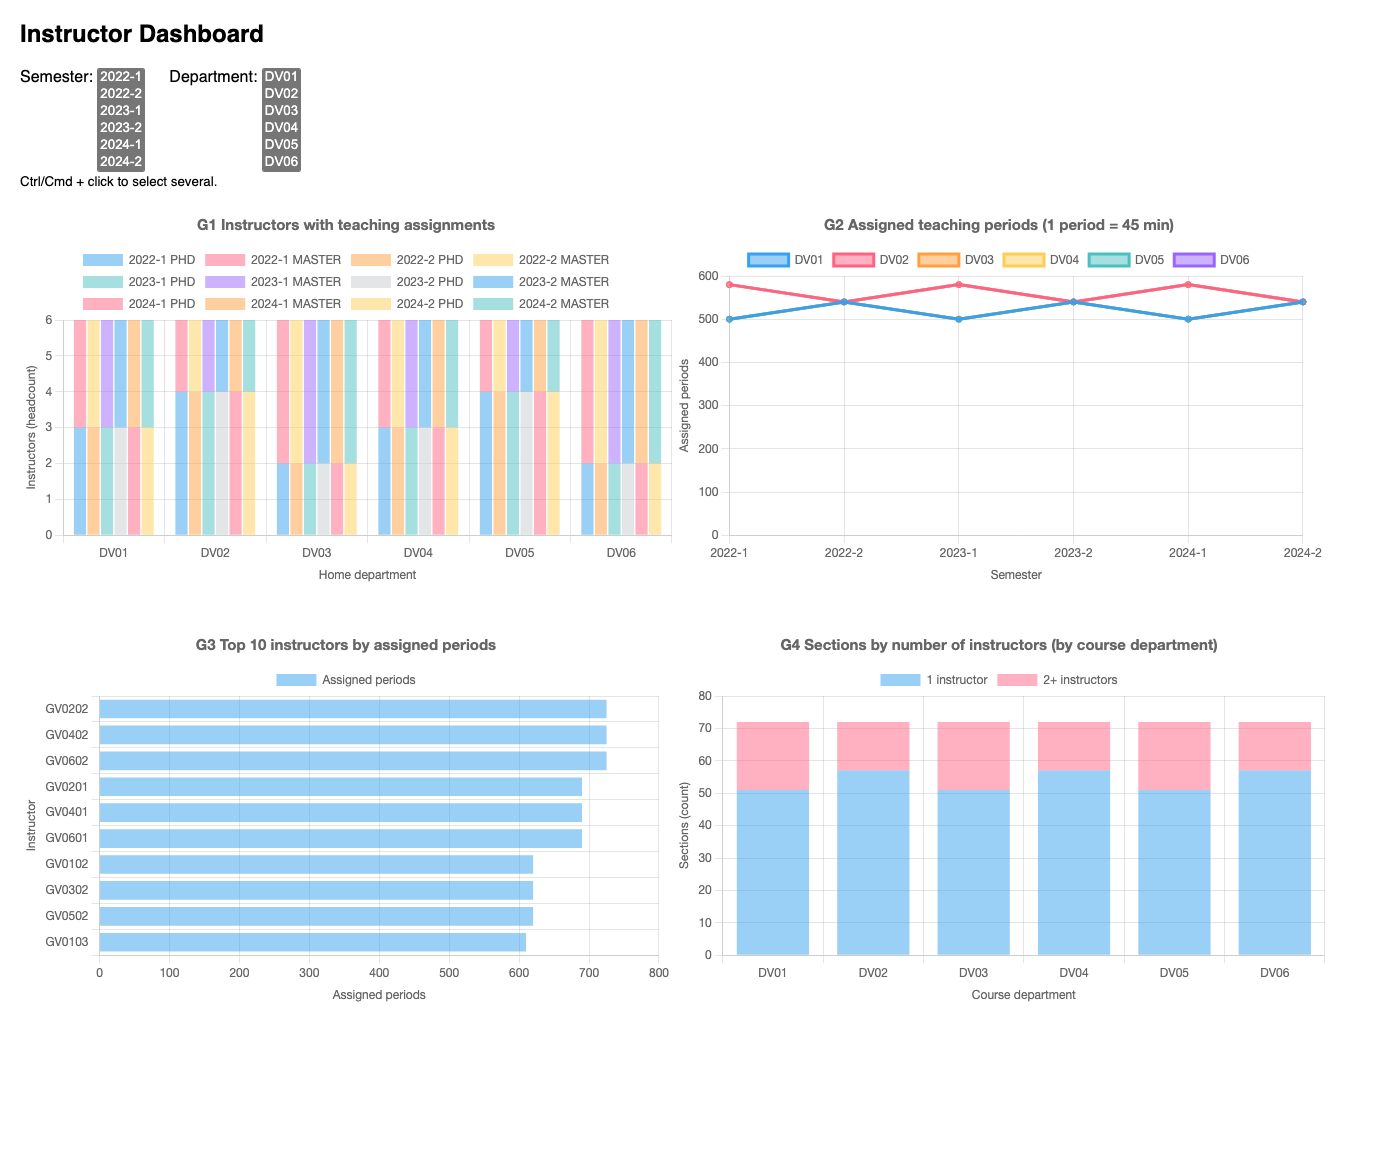 Instructor Dashboard
Semester: 2022-1 Department: DV01
2022-2 DV02
2023-1 DV03
2023-2 DV04
2024-1 DV05
2024-2 DV06
Ctrl/Cmd + click to select several.
G1 Instructors with teaching assignments
2022-1 PHD 2022-1 MASTER 2022-2 PHD 2022-2 MASTER
2023-1 PHD 2023-1 MASTER 2023-2 PHD 2023-2 MASTER
2024-1 PHD 2024-1 MASTER 2024-2 PHD 2024-2 MASTER
6
5
4
3
2
1
0
Instructors (headcount)
DV01 DV02 DV03 DV04 DV05 DV06
Home department
G2 Assigned teaching periods (1 period = 45 min)
DV01 DV02 DV03 DV04 DV05 DV06
600
500
400
300
200
100
0
Assigned periods
2022-1 2022-2 2023-1 2023-2 2024-1 2024-2
Semester
G3 Top 10 instructors by assigned periods
Assigned periods
GV0202
GV0402
GV0602
GV0201
GV0401
GV0601
GV0102
GV0302
GV0502
GV0103
Instructor
0 100 200 300 400 500 600 700 800
Assigned periods
G4 Sections by number of instructors (by course department)
1 instructor 2+ instructors
80
70
60
50
40
30
20
10
0
Sections (count)
DV01 DV02 DV03 DV04 DV05 DV06
Course department